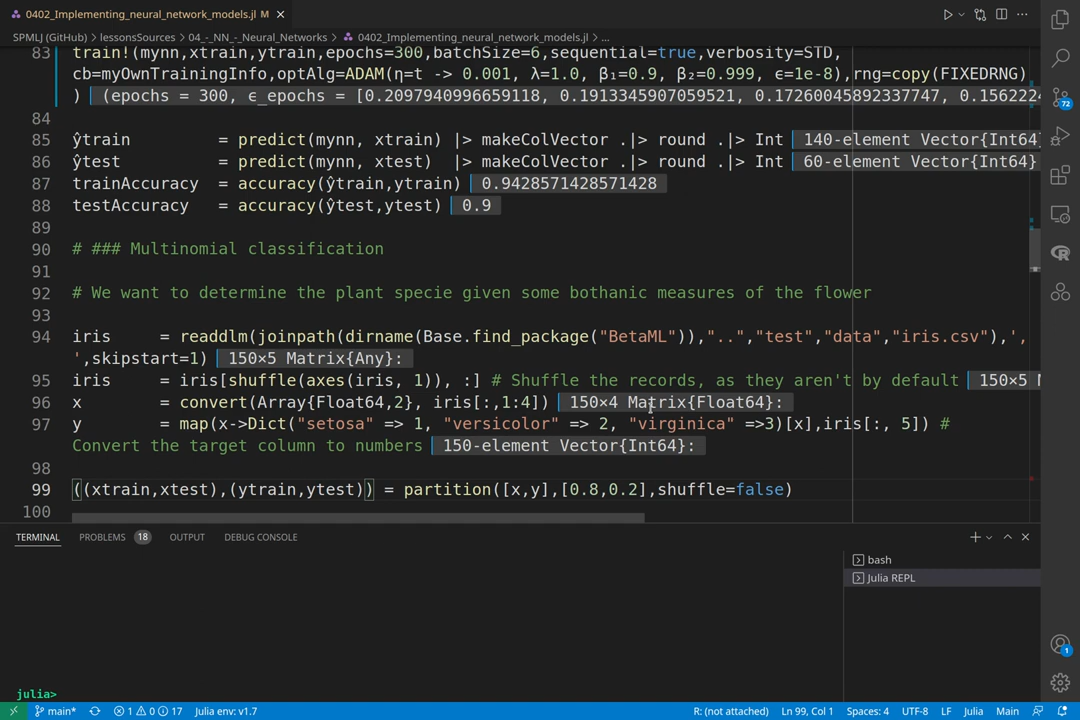 0402_Implementing_neural_network_models.jl M
SPMLJ (GitHub) > lessonsSources > 04_-_NN_-_Neural_Networks > 0402_Implementing_neural_network_models.jl > ...
83 train!(mynn,xtrain,ytrain,epochs=300,batchSize=6,sequential=true,verbosity=STD,
cb=myOwnTrainingInfo,optAlg=ADAM(η=t -> 0.001, λ=1.0, β₁=0.9, β₂=0.999, ϵ=1e-8),rng=copy(FIXEDRNG)
) (epochs = 300, ϵ_epochs = [0.2097940996659118, 0.1913345907059521, 0.17260045892337747, 0.1562224
84
85 ŷtrain = predict(mynn, xtrain) |> makeColVector .|> round .|> Int 140-element Vector{Int64}
86 ŷtest = predict(mynn, xtest) |> makeColVector .|> round .|> Int 60-element Vector{Int64}
87 trainAccuracy = accuracy(ŷtrain,ytrain) 0.9428571428571428
88 testAccuracy = accuracy(ŷtest,ytest) 0.9
89
90 # ### Multinomial classification
91
92 # We want to determine the plant specie given some bothanic measures of the flower
93
94 iris = readdlm(joinpath(dirname(Base.find_package("BetaML")),"..","test","data","iris.csv"),',
',skipstart=1) 150×5 Matrix{Any}:
95 iris = iris[shuffle(axes(iris, 1)), :] # Shuffle the records, as they aren't by default 150×5 M
96 x = convert(Array{Float64,2}, iris[:,1:4]) 150×4 Matrix{Float64}:
97 y = map(x->Dict("setosa" => 1, "versicolor" => 2, "virginica" =>3)[x],iris[:, 5]) #
Convert the target column to numbers 150-element Vector{Int64}:
98
99 ((xtrain,xtest),(ytrain,ytest)) = partition([x,y],[0.8,0.2],shuffle=false)
100
TERMINAL PROBLEMS 18 OUTPUT DEBUG CONSOLE
bash
Julia REPL
julia>
72
1
main* 1 0 17 Julia env: v1.7 R: (not attached) Ln 99, Col 1 Spaces: 4 UTF-8 LF Julia Main